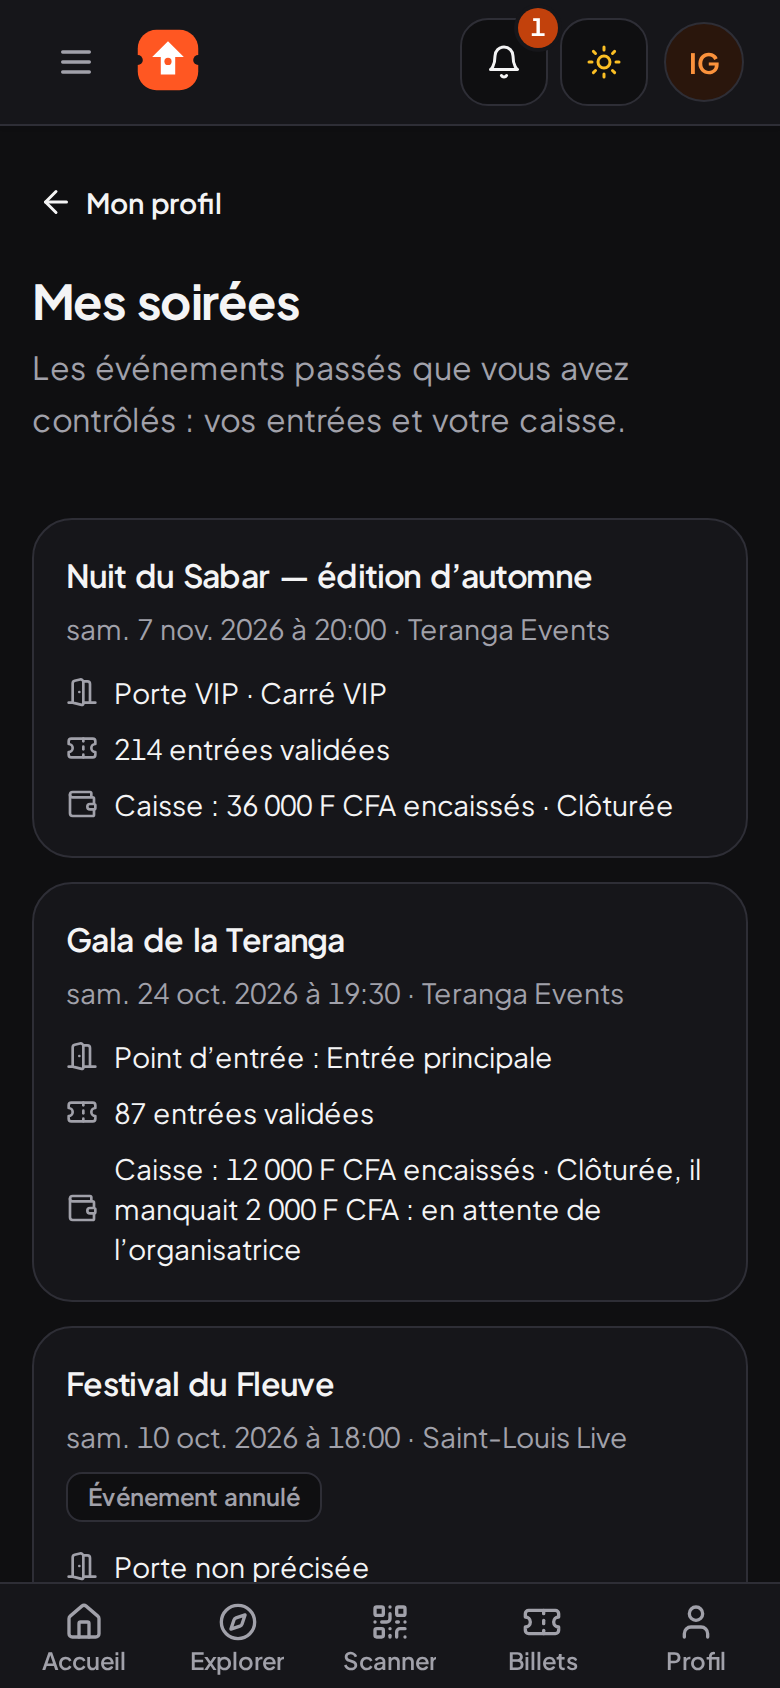 1
IG
Mon profil
Mes soirées
Les événements passés que vous avez
contrôlés : vos entrées et votre caisse.
Nuit du Sabar — édition d’automne
sam. 7 nov. 2026 à 20:00 · Teranga Events
Porte VIP · Carré VIP
214 entrées validées
Caisse : 36 000 F CFA encaissés · Clôturée
Gala de la Teranga
sam. 24 oct. 2026 à 19:30 · Teranga Events
Point d’entrée : Entrée principale
87 entrées validées
Caisse : 12 000 F CFA encaissés · Clôturée, il
manquait 2 000 F CFA : en attente de
l’organisatrice
Festival du Fleuve
sam. 10 oct. 2026 à 18:00 · Saint-Louis Live
Événement annulé
Porte non précisée
Accueil
Explorer
Scanner
Billets
Profil